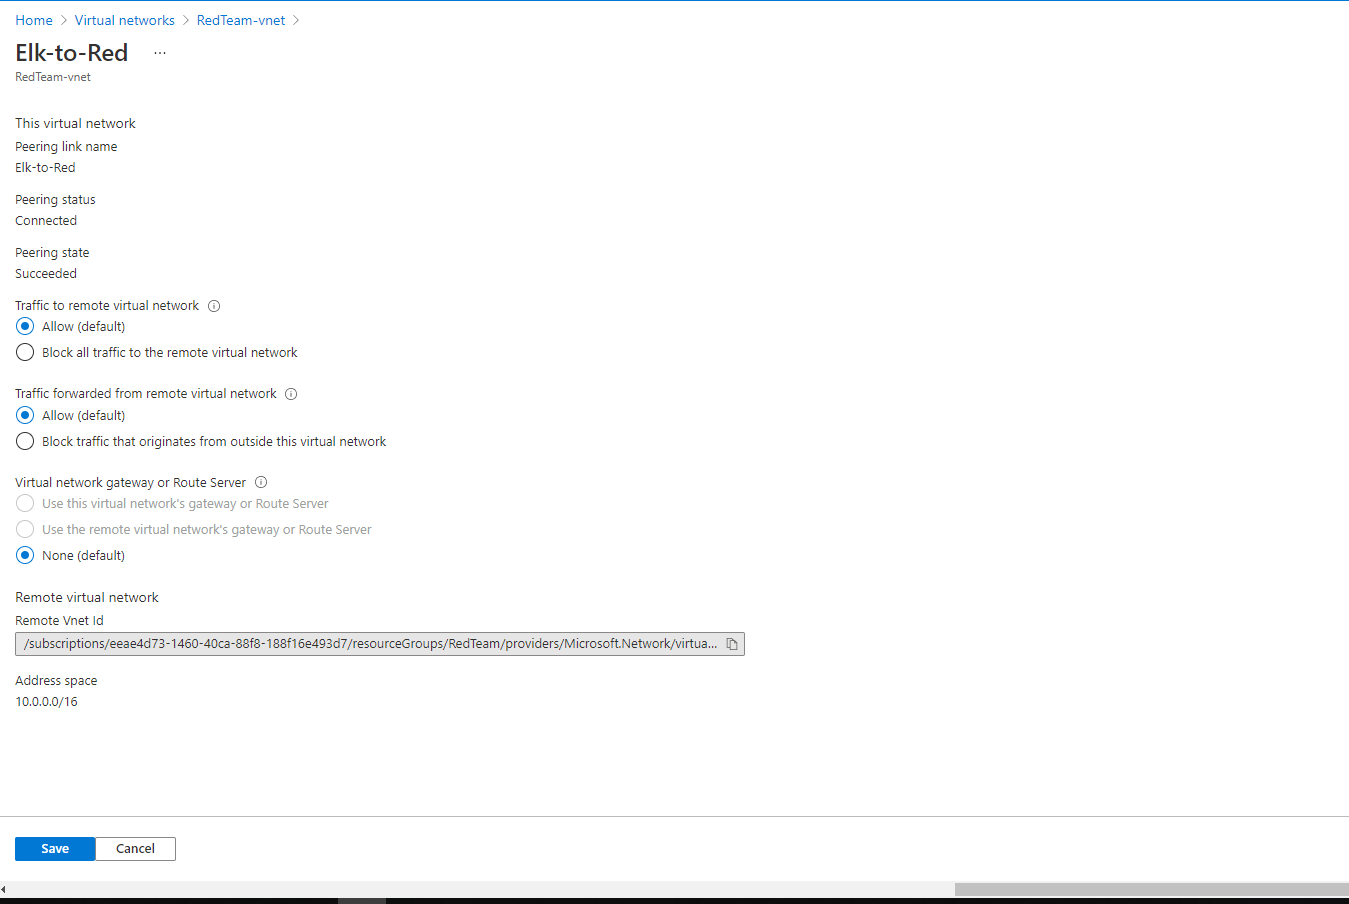 Home > Virtual networks > RedTeam-vnet >
Elk-to-Red ...
RedTeam-vnet
This virtual network
Peering link name
Elk-to-Red
Peering status
Connected
Peering state
Succeeded
Traffic to remote virtual network
Allow (default)
Block all traffic to the remote virtual network
Traffic forwarded from remote virtual network
Allow (default)
Block traffic that originates from outside this virtual network
Virtual network gateway or Route Server
Use this virtual network's gateway or Route Server
Use the remote virtual network's gateway or Route Server
None (default)
Remote virtual network
Remote Vnet Id
/subscriptions/eeae4d73-1460-40ca-88f8-188f16e493d7/resourceGroups/RedTeam/providers/Microsoft.Network/virtua...
Address space
10.0.0.0/16
Save Cancel